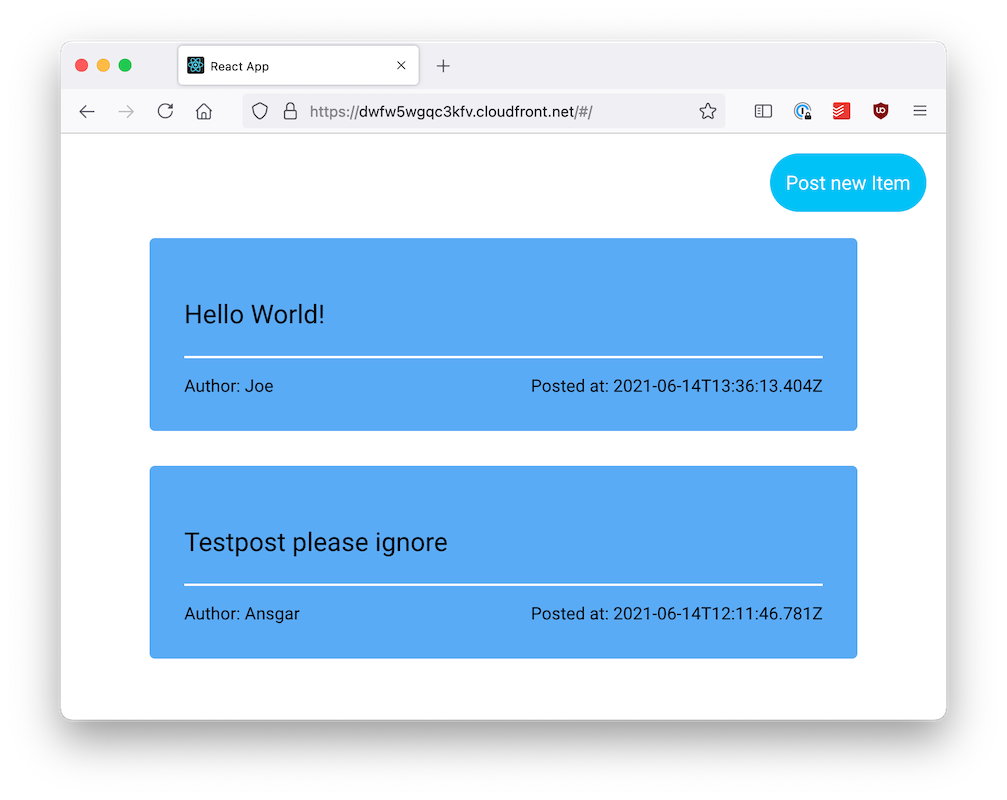 React App
https://dwfw5wgqc3kfv.cloudfront.net/#/
Post new Item
Hello World!
Author: Joe Posted at: 2021-06-14T13:36:13.404Z
Testpost please ignore
Author: Ansgar Posted at: 2021-06-14T12:11:46.781Z